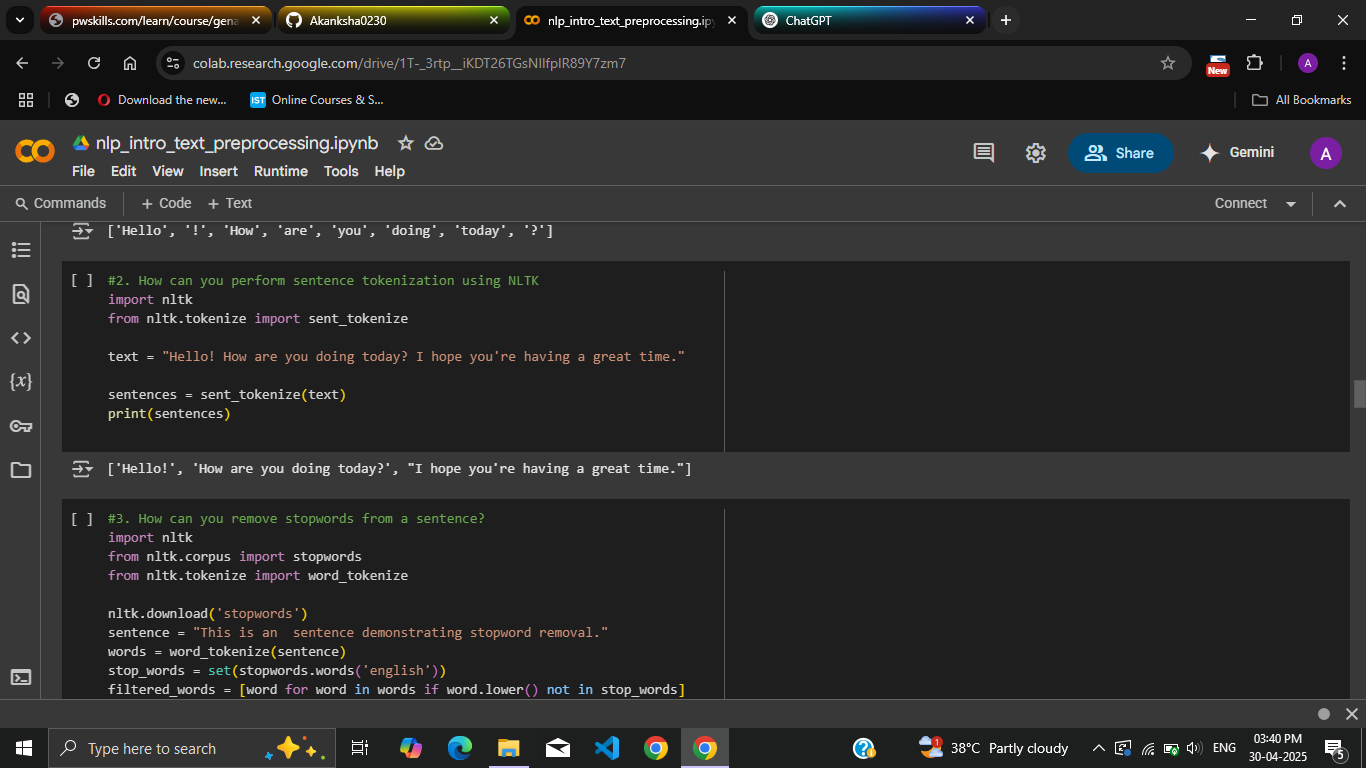 pwskills.com/learn/course/gena
Akanksha0230
nlp_intro_text_preprocessing.ip
ChatGPT
colab.research.google.com/drive/1T-_3rtp__iKDT26TGsNIlfpIR89Y7zm7
New
A
Download the new...
IST
Online Courses & S...
All Bookmarks
nlp_intro_text_preprocessing.ipynb
File Edit View Insert Runtime Tools Help
Share
Gemini
A
Commands
+ Code + Text
Connect
['Hello', '!', 'How', 'are', 'you', 'doing', 'today', '?']
[ ] #2. How can you perform sentence tokenization using NLTK
import nltk
from nltk.tokenize import sent_tokenize
text = "Hello! How are you doing today? I hope you're having a great time."
sentences = sent_tokenize(text)
print(sentences)
['Hello!', 'How are you doing today?', "I hope you're having a great time."]
[ ] #3. How can you remove stopwords from a sentence?
import nltk
from nltk.corpus import stopwords
from nltk.tokenize import word_tokenize
nltk.download('stopwords')
sentence = "This is an  sentence demonstrating stopword removal."
words = word_tokenize(sentence)
stop_words = set(stopwords.words('english'))
filtered_words = [word for word in words if word.lower() not in stop_words]
Type here to search
1
38°C Partly cloudy
ENG
03:40 PM
30-04-2025
5